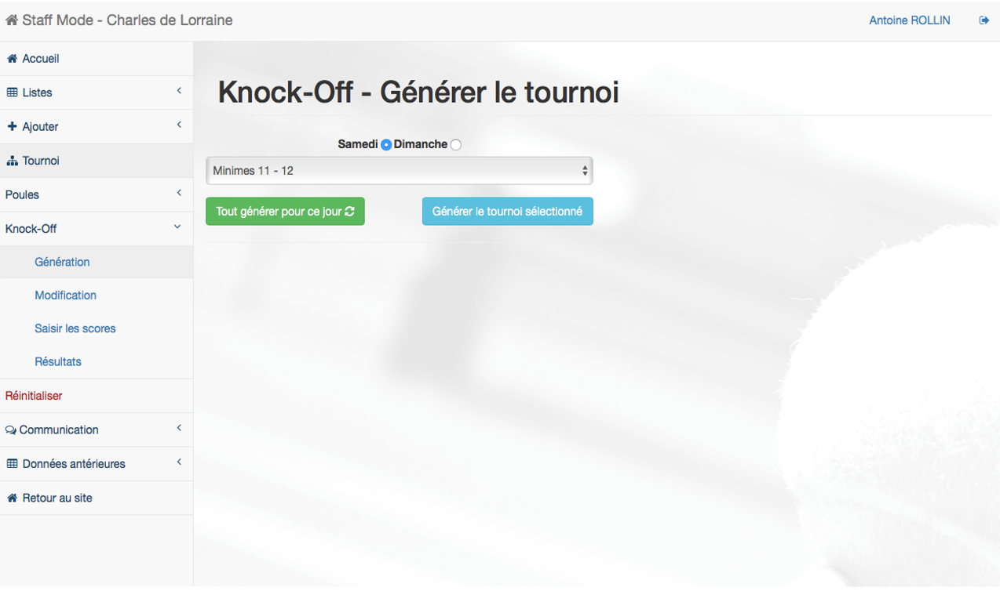 Staff Mode - Charles de Lorraine
Antoine ROLLIN
Accueil
Listes
Ajouter
Tournoi
Poules
Knock-Off
Génération
Modification
Saisir les scores
Résultats
Réinitialiser
Communication
Données antérieures
Retour au site
Knock-Off - Générer le tournoi
Samedi Dimanche
Minimes 11 - 12
Tout générer pour ce jour
Générer le tournoi sélectionné